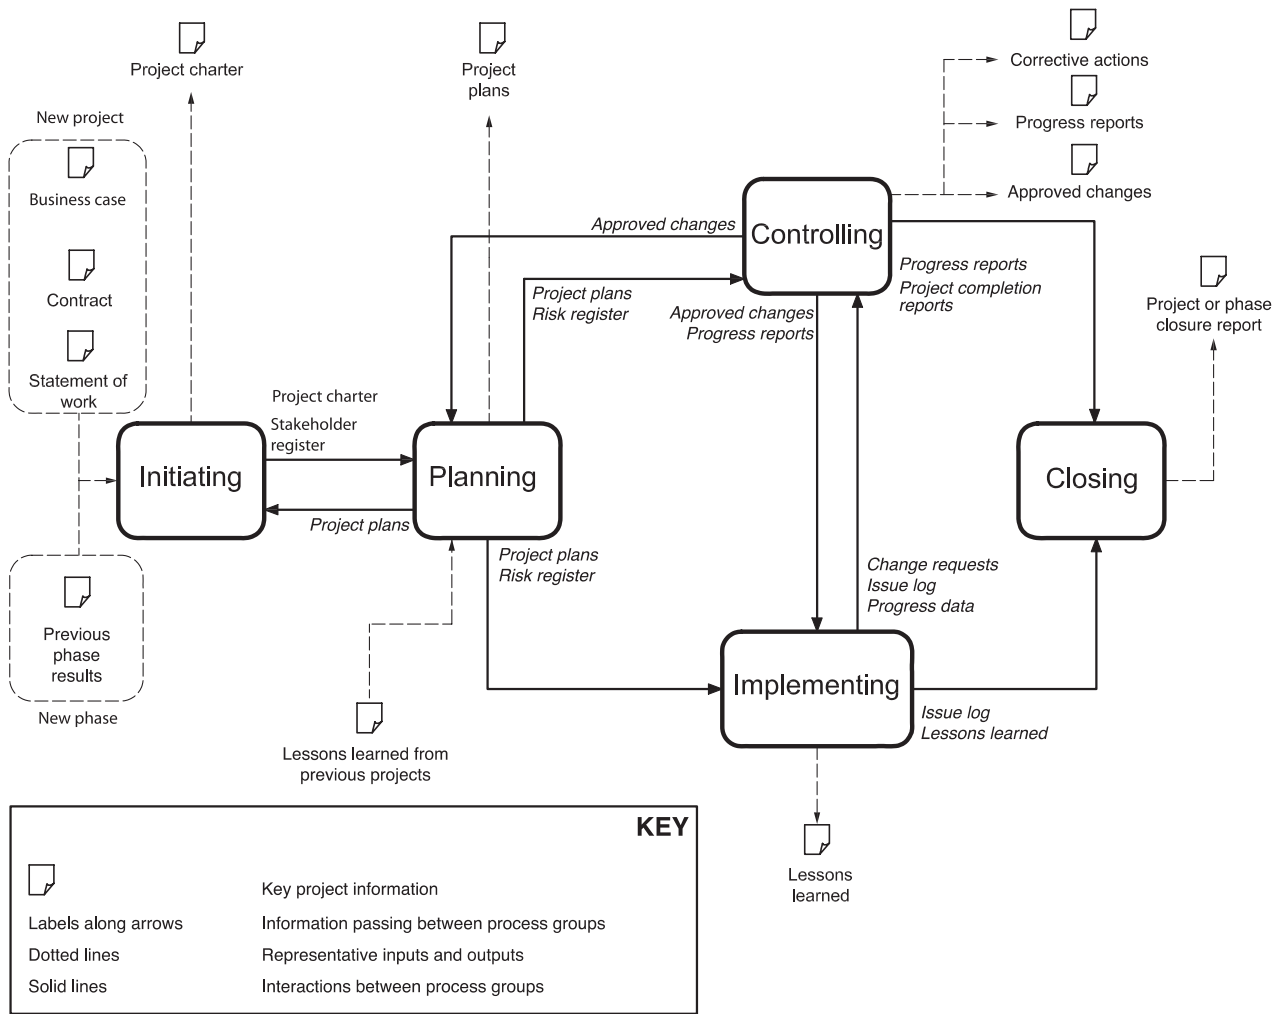 Project charter
Project
plans
Corrective actions
Progress reports
Approved changes
New project
Business case
Contract
Statement of
work
Approved changes
Controlling
Project plans
Risk register
Approved changes
Progress reports
Progress reports
Project completion
reports
Project or phase
closure report
Project charter
Stakeholder
register
Initiating
Planning
Closing
Project plans
Project plans
Risk register
Change requests
Issue log
Progress data
Previous
phase
results
New phase
Implementing
Issue log
Lessons learned
Lessons learned from
previous projects
Lessons
learned
KEY
Key project information
Labels along arrows
Information passing between process groups
Dotted lines
Representative inputs and outputs
Solid lines
Interactions between process groups